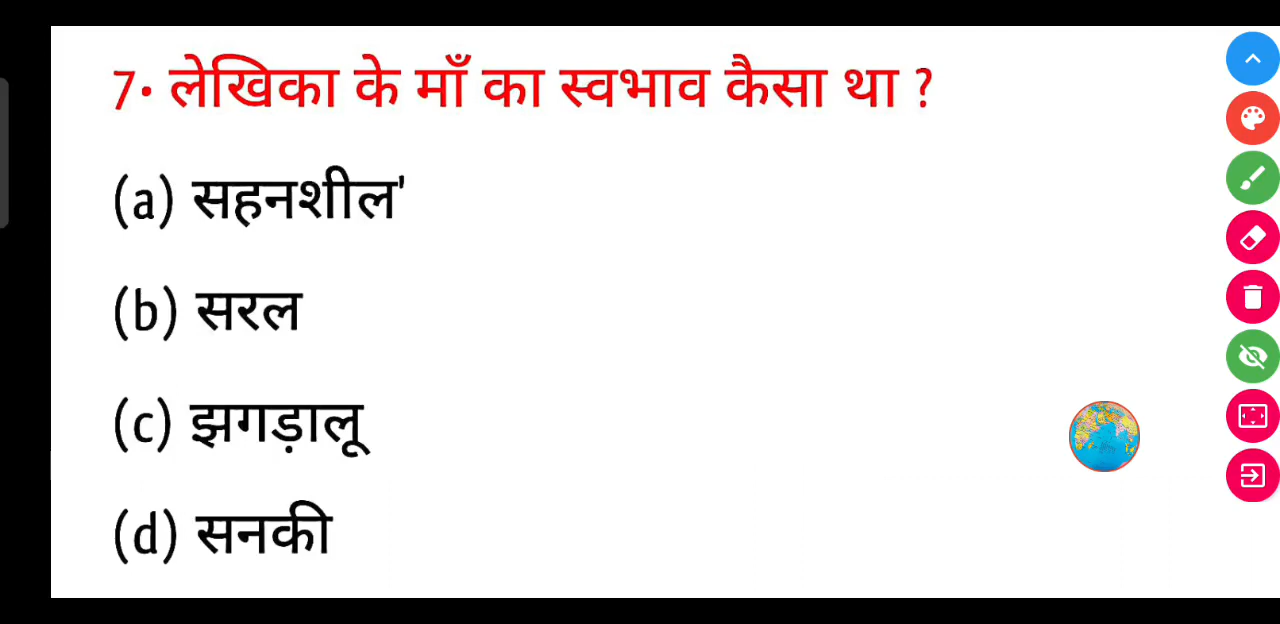 7· लेखिका के माँ का स्वभाव कैसा था ?
(a) सहनशील'
(b) सरल
(c) झगड़ालू
(d) सनकी